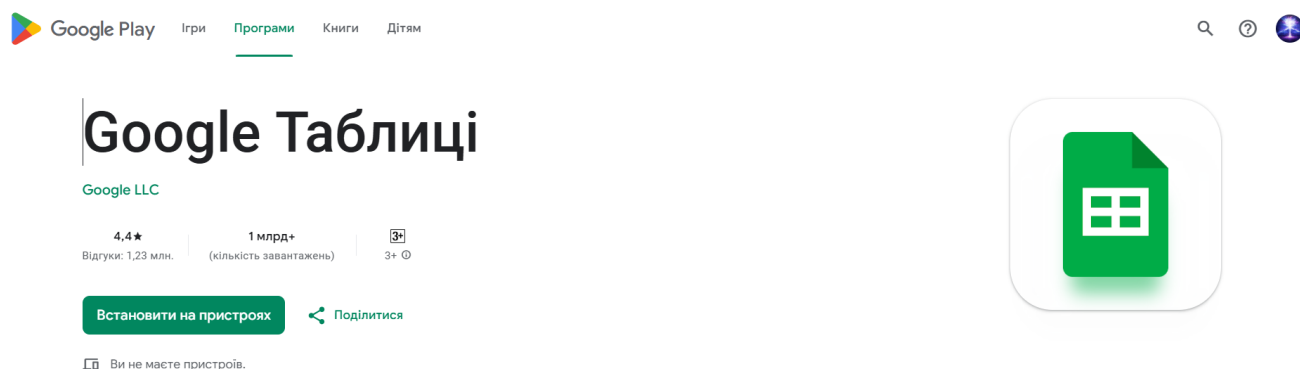 Google Play Ігри Програми Книги Дітям
Google Таблиці
Google LLC
4,4★ 1 млрд+ 3+
Відгуки: 1,23 млн. (кількість завантажень) 3+
Встановити на пристроях Поділитися
Ви не маєте пристроїв.